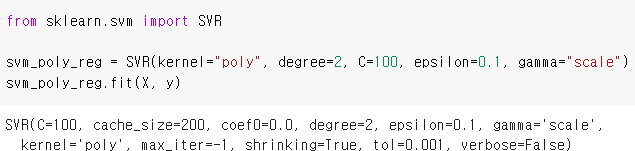 from sklearn.svm import SVR
svm_poly_reg = SVR(kernel="poly", degree=2, C=100, epsilon=0.1, gamma="scale")
svm_poly_reg.fit(X, y)
SVR(C=100, cache_size=200, coef0=0.0, degree=2, epsilon=0.1, gamma='scale',
kernel='poly', max_iter=-1, shrinking=True, tol=0.001, verbose=False)